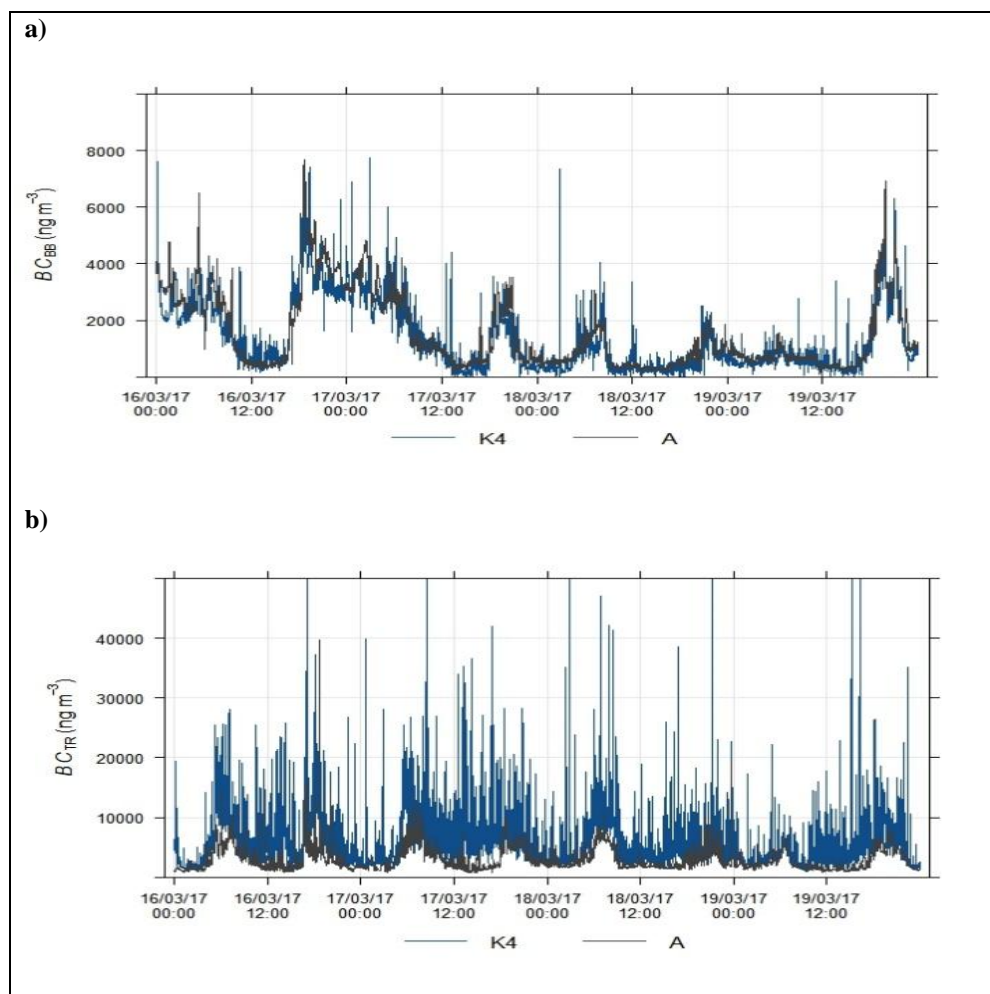 a)
8000
6000
4000
2000
BC_BB (ng m⁻³)
16/03/17 16/03/17 17/03/17 17/03/17 18/03/17 18/03/17 19/03/17 19/03/17
00:00 12:00 00:00 12:00 00:00 12:00 00:00 12:00
K4 A
b)
40000
30000
20000
10000
BC_TR (ng m⁻³)
16/03/17 16/03/17 17/03/17 17/03/17 18/03/17 18/03/17 19/03/17 19/03/17
00:00 12:00 00:00 12:00 00:00 12:00 00:00 12:00
K4 A